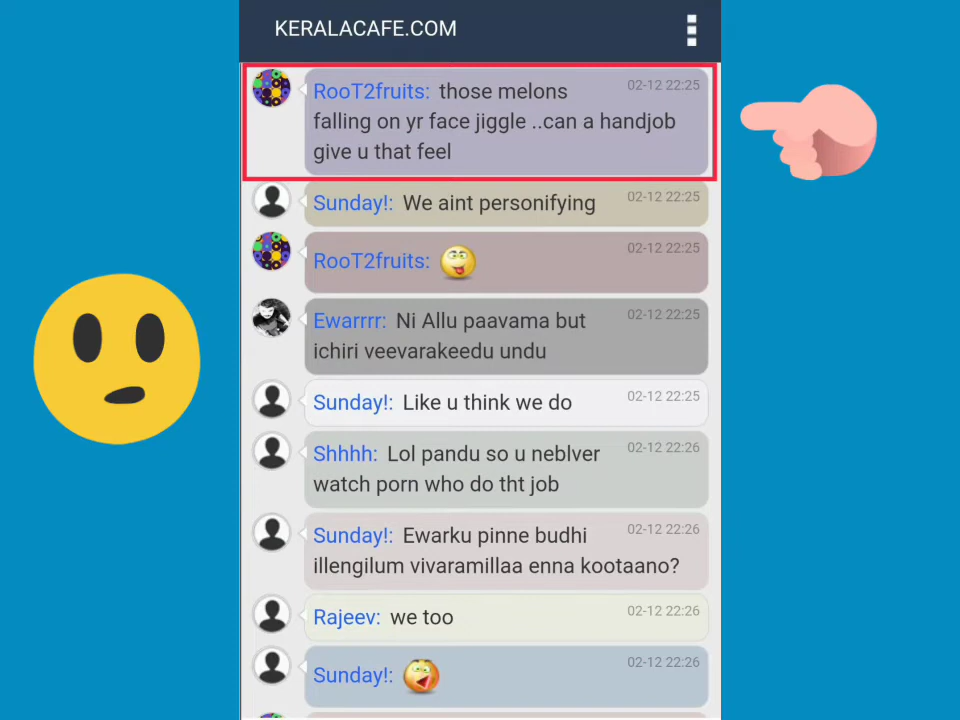 KERALACAFE.COM
RooT2fruits: those melons 02-12 22:25
falling on yr face jiggle ..can a handjob
give u that feel
Sunday!: We aint personifying 02-12 22:25
RooT2fruits: 02-12 22:25
Ewarrrr: Ni Allu paavama but 02-12 22:25
ichiri veevarakeedu undu
Sunday!: Like u think we do 02-12 22:25
Shhhh: Lol pandu so u neblver 02-12 22:26
watch porn who do tht job
Sunday!: Ewarku pinne budhi 02-12 22:26
illengilum vivaramillaa enna kootaano?
Rajeev: we too 02-12 22:26
Sunday!: 02-12 22:26